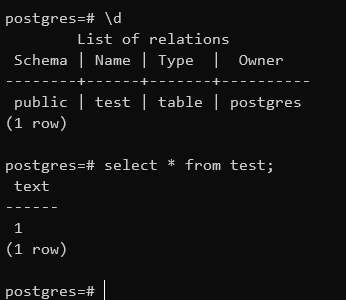 postgres=# \d
        List of relations
 Schema | Name | Type  |  Owner
--------+------+-------+----------
 public | test | table | postgres
(1 row)

postgres=# select * from test;
 text
------
 1
(1 row)

postgres=#